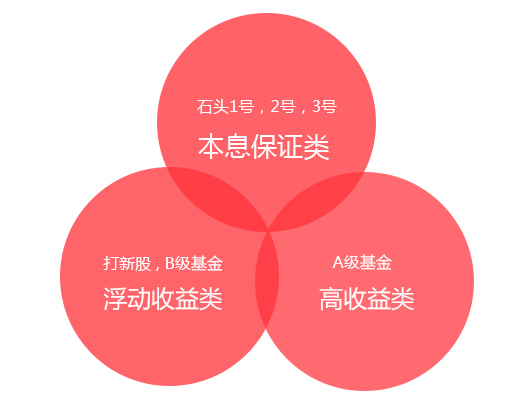 石头1号，2号，3号
本息保证类
打新股，B级基金
浮动收益类
A级基金
高收益类